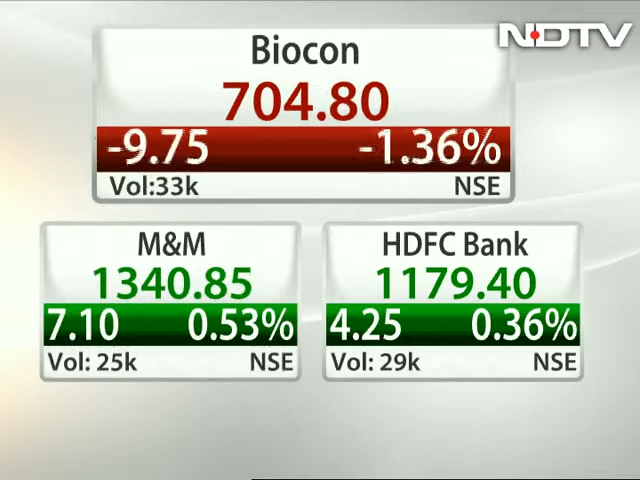 NDTV
Biocon
704.80
-9.75 -1.36%
Vol:33k NSE
M&M
1340.85
7.10 0.53%
Vol: 25k NSE
HDFC Bank
1179.40
4.25 0.36%
Vol: 29k NSE